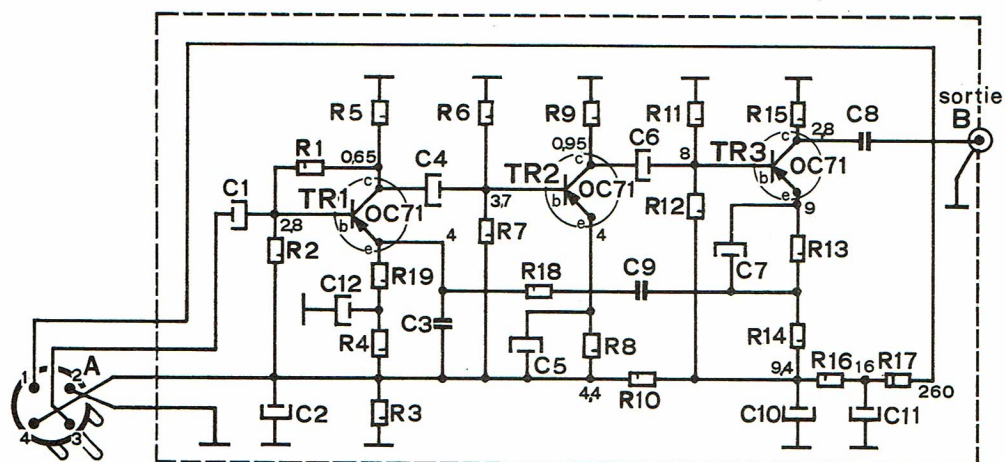 sortie
B
R5
R6
R9
R11
R15
2,8
C8
C6
R1
0,65
C4
0,95
8
TR3
OC71
c
b
e
C1
TR1
OC71
c
b
e
TR2
OC71
c
b
e
3,7
2,8
R2
4
R7
4
R12
9
R13
C7
C12
R19
R18
C9
C3
R4
C5
R8
R14
A
1
2
3
4
4,4
R10
9,4
R16
16
R17
260
C2
R3
C10
C11